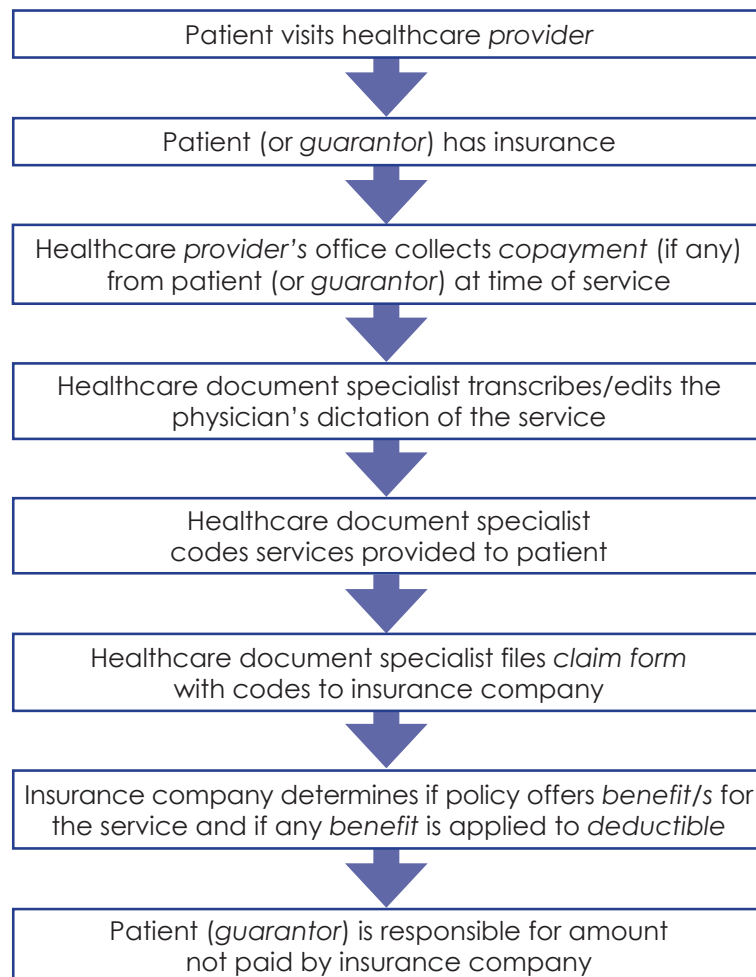 Patient visits healthcare provider
Patient (or guarantor) has insurance
Healthcare provider’s office collects copayment (if any)
from patient (or guarantor) at time of service
Healthcare document specialist transcribes/edits the
physician’s dictation of the service
Healthcare document specialist
codes services provided to patient
Healthcare document specialist files claim form
with codes to insurance company
Insurance company determines if policy offers benefit/s for
the service and if any benefit is applied to deductible
Patient (guarantor) is responsible for amount
not paid by insurance company